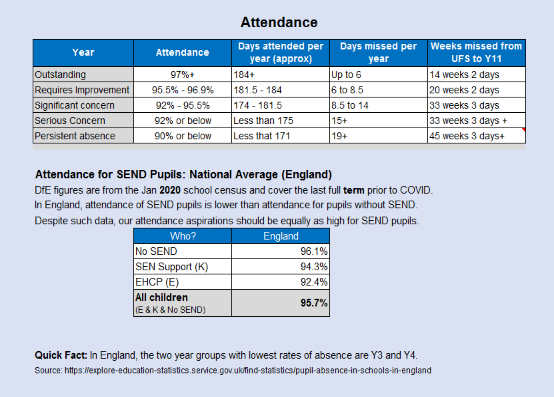 Attendance
Year Attendance Days attended per year (approx) Days missed per year Weeks missed from UFS to Y11
Outstanding 97%+ 184+ Up to 6 14 weeks 2 days
Requires Improvement 95.5% - 96.9% 181.5 - 184 6 to 8.5 20 weeks 2 days
Significant concern 92% - 95.5% 174 - 181.5 8.5 to 14 33 weeks 3 days
Serious Concern 92% or below Less than 175 15+ 33 weeks 3 days +
Persistent absence 90% or below Less that 171 19+ 45 weeks 3 days+
Attendance for SEND Pupils: National Average (England)
DfE figures are from the Jan 2020 school census and cover the last full term prior to COVID.
In England, attendance of SEND pupils is lower than attendance for pupils without SEND.
Despite such data, our attendance aspirations should be equally as high for SEND pupils.
Who? England
No SEND 96.1%
SEN Support (K) 94.3%
EHCP (E) 92.4%
All children 95.7%
(E & K & No SEND)
Quick Fact: In England, the two year groups with lowest rates of absence are Y3 and Y4.
Source: https://explore-education-statistics.service.gov.uk/find-statistics/pupil-absence-in-schools-in-england